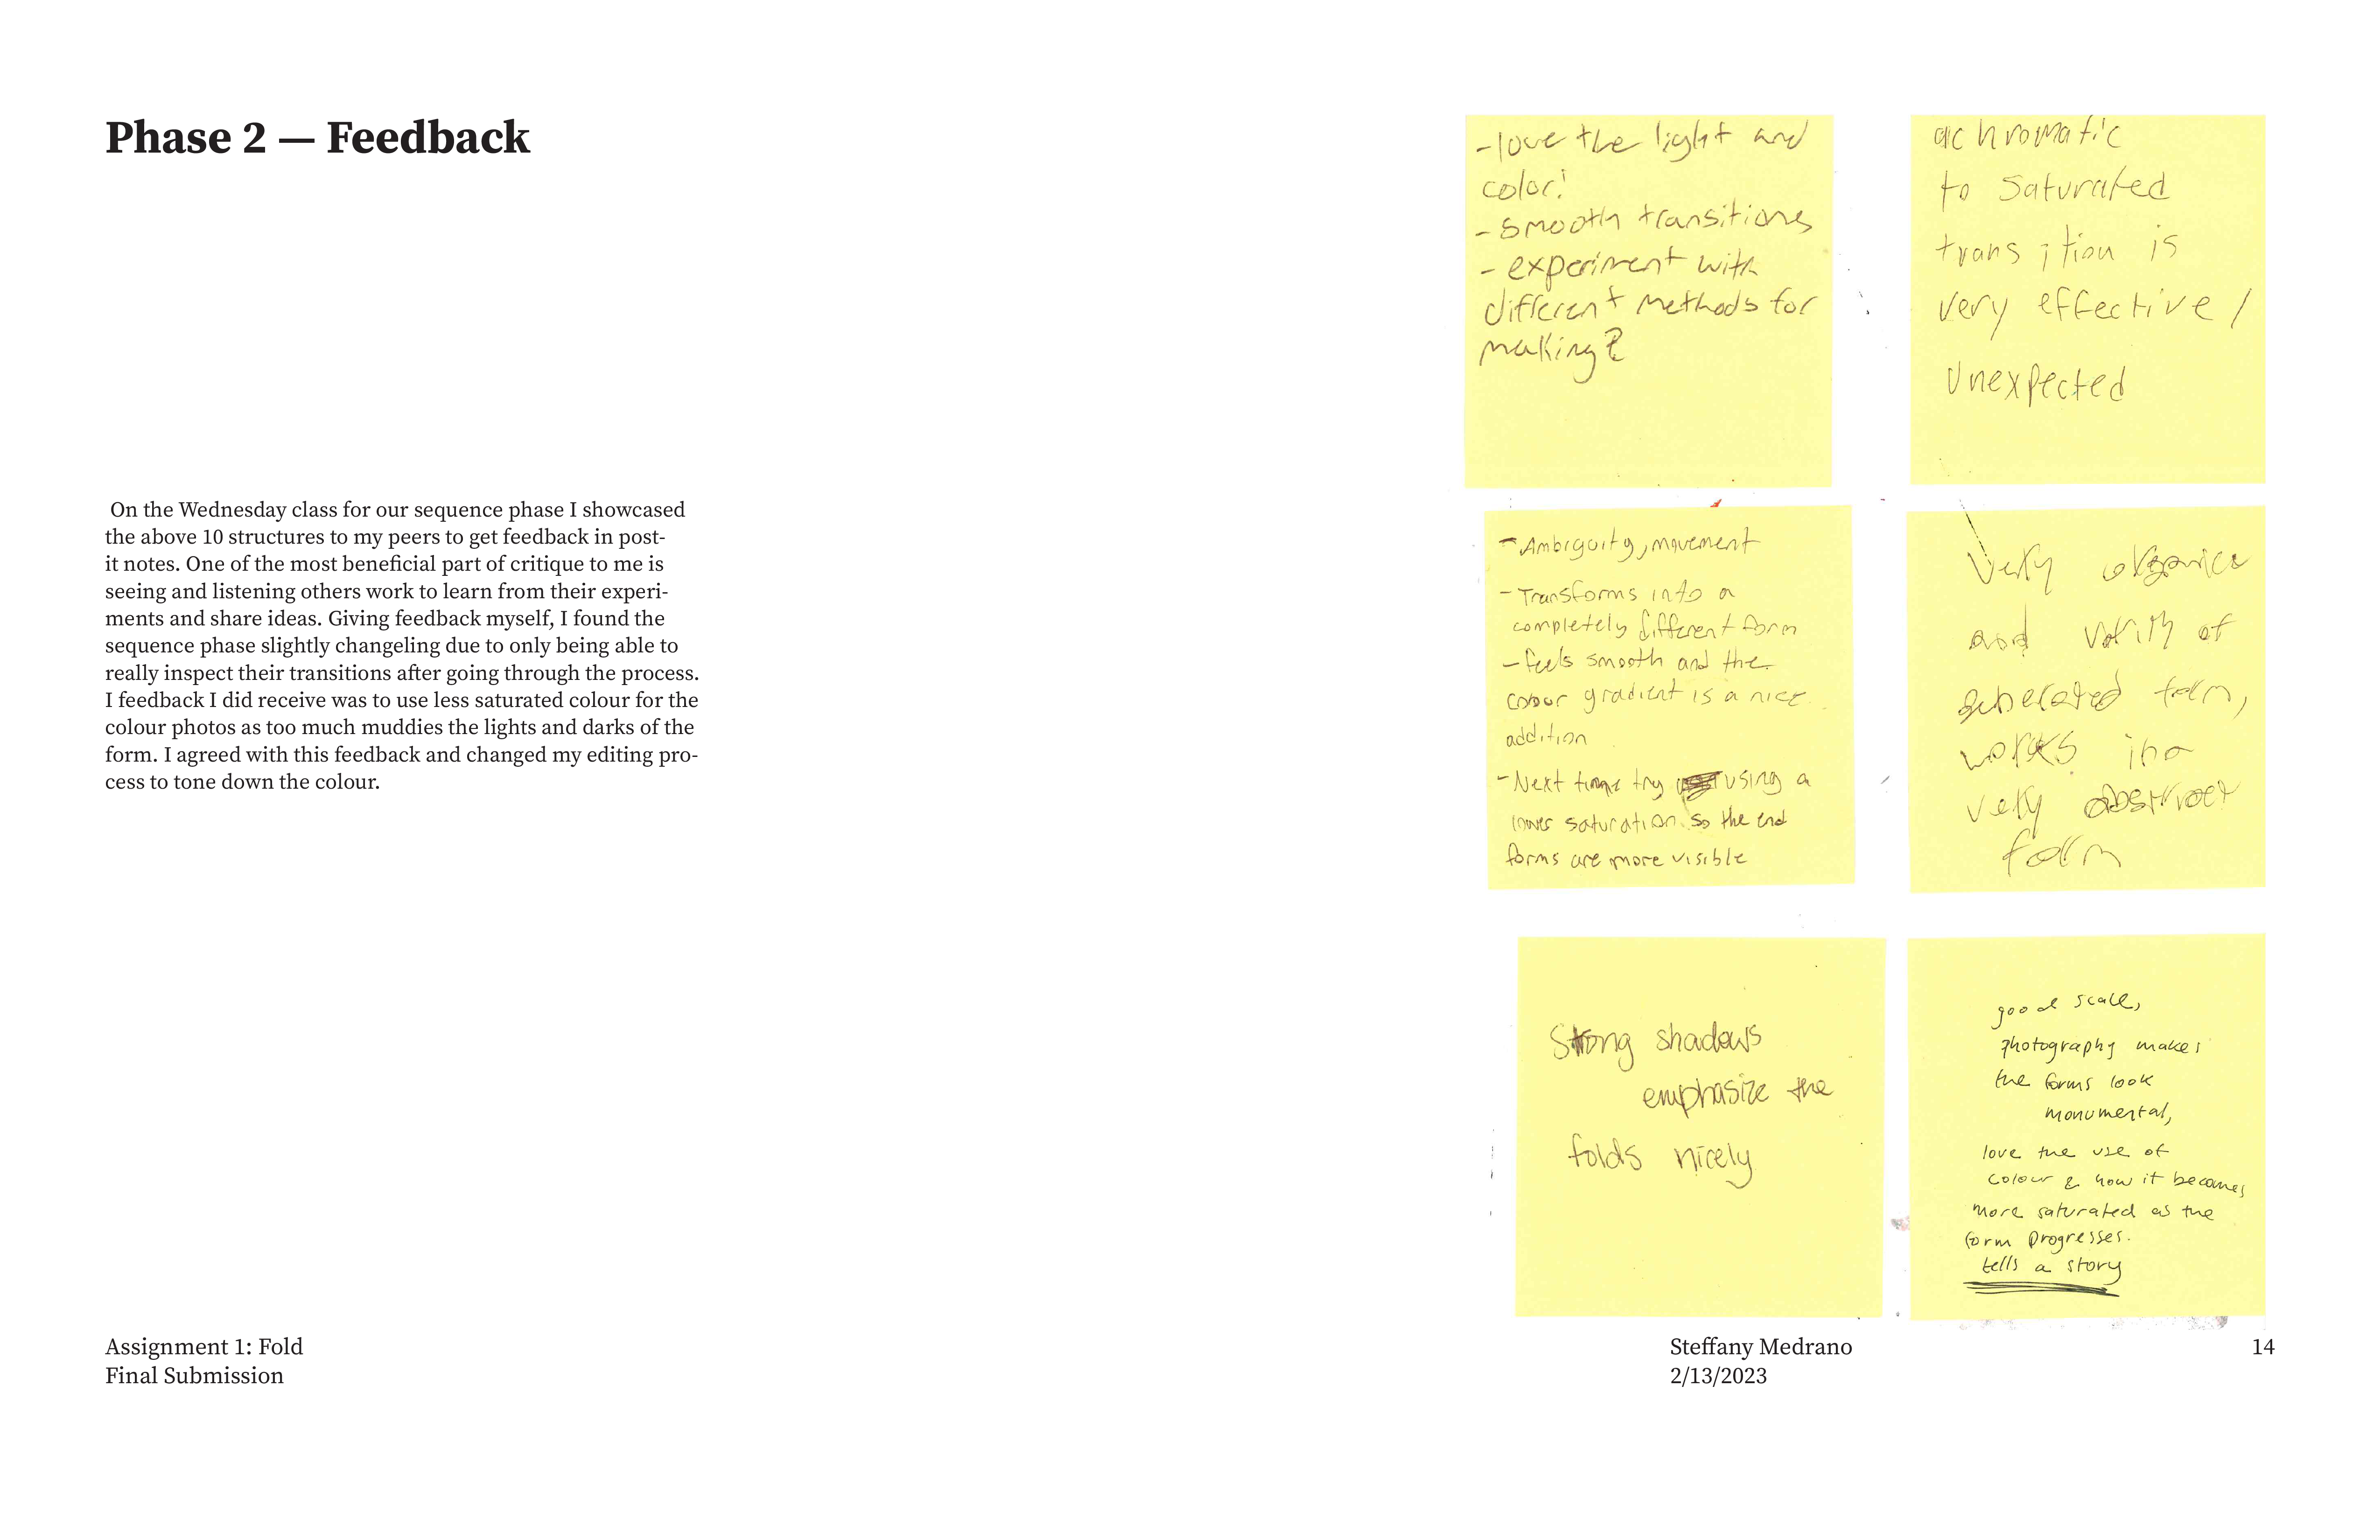 Phase 2 — Feedback
On the Wednesday class for our sequence phase I showcased
the above 10 structures to my peers to get feedback in post-
it notes. One of the most beneficial part of critique to me is
seeing and listening others work to learn from their experi-
ments and share ideas. Giving feedback myself, I found the
sequence phase slightly changeling due to only being able to
really inspect their transitions after going through the process.
I feedback I did receive was to use less saturated colour for the
colour photos as too much muddies the lights and darks of the
form. I agreed with this feedback and changed my editing pro-
cess to tone down the colour.
-love the light and
color!
-smooth transitions
-experiment with
different methods for
making?
achromatic
to saturated
transition is
very effective/
unexpected
-Ambiguity, movement
-Transforms into a
completely different form
-feels smooth and the
colour gradient is a nice
addition
-Next time try using a
lower saturation so the end
forms are more visible
Very organic
and of
generated form,
works in a
very abstract
form
Strong shadows
emphasize the
folds nicely
good scale,
photography makes
the forms look
monumental,
love the use of
colour & how it becomes
more saturated as the
form progresses.
tells a story
Assignment 1: Fold
Final Submission
Steffany Medrano
2/13/2023
14